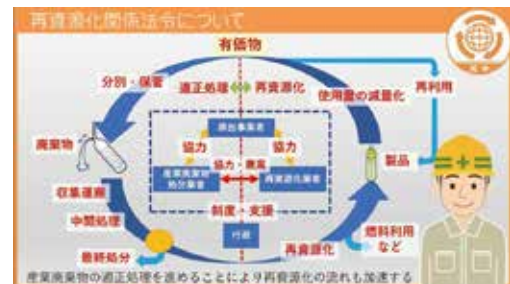 再資源化関係法令について
有価物
分別・保管
適正処理
再資源化
使用量の減量化
再利用
排出事業者
廃棄物
協力
協力
協力・連携
製品
産業廃棄物
処分業者
再資源化業者
収集運搬
制度・支援
中間処理
行政
再資源化
燃料利用
など
最終処分
産業廃棄物の適正処理を進めることにより再資源化の流れも加速する